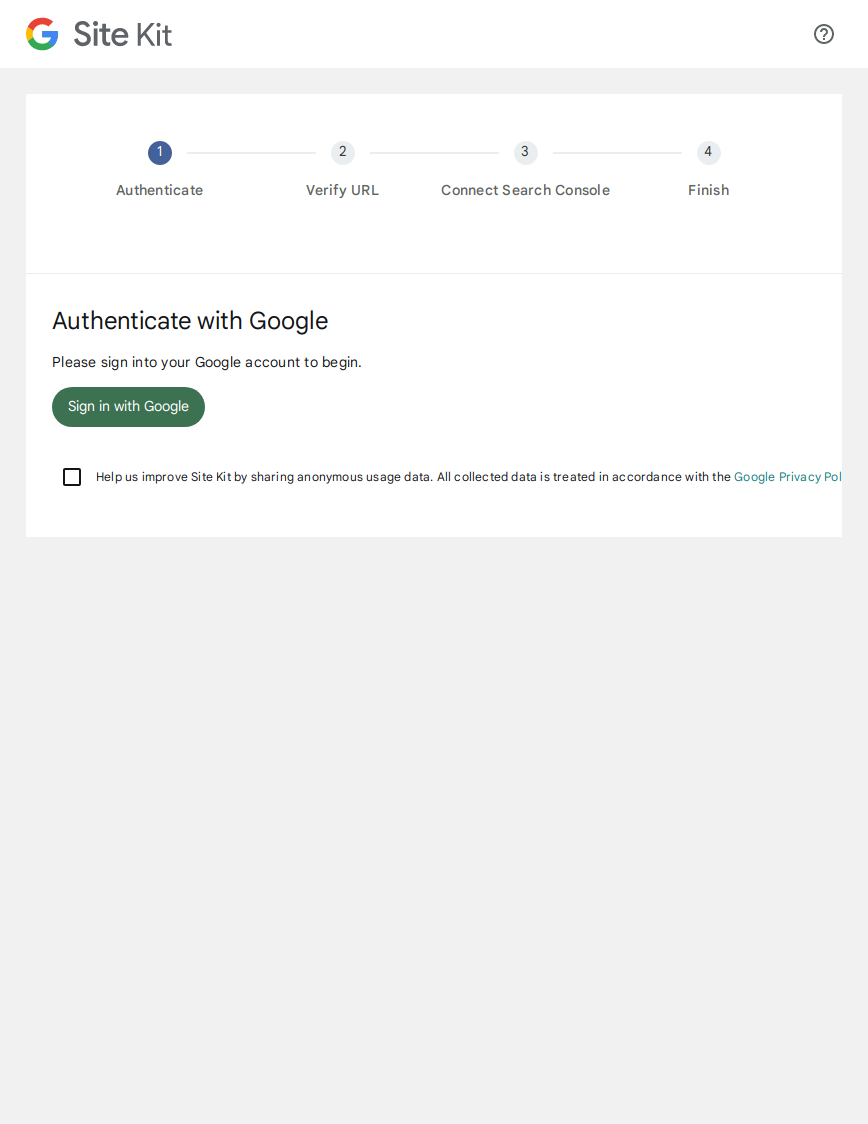 Site Kit
1
2
3
4
Authenticate
Verify URL
Connect Search Console
Finish
Authenticate with Google
Please sign into your Google account to begin.
Sign in with Google
Help us improve Site Kit by sharing anonymous usage data. All collected data is treated in accordance with the Google Privacy Pol